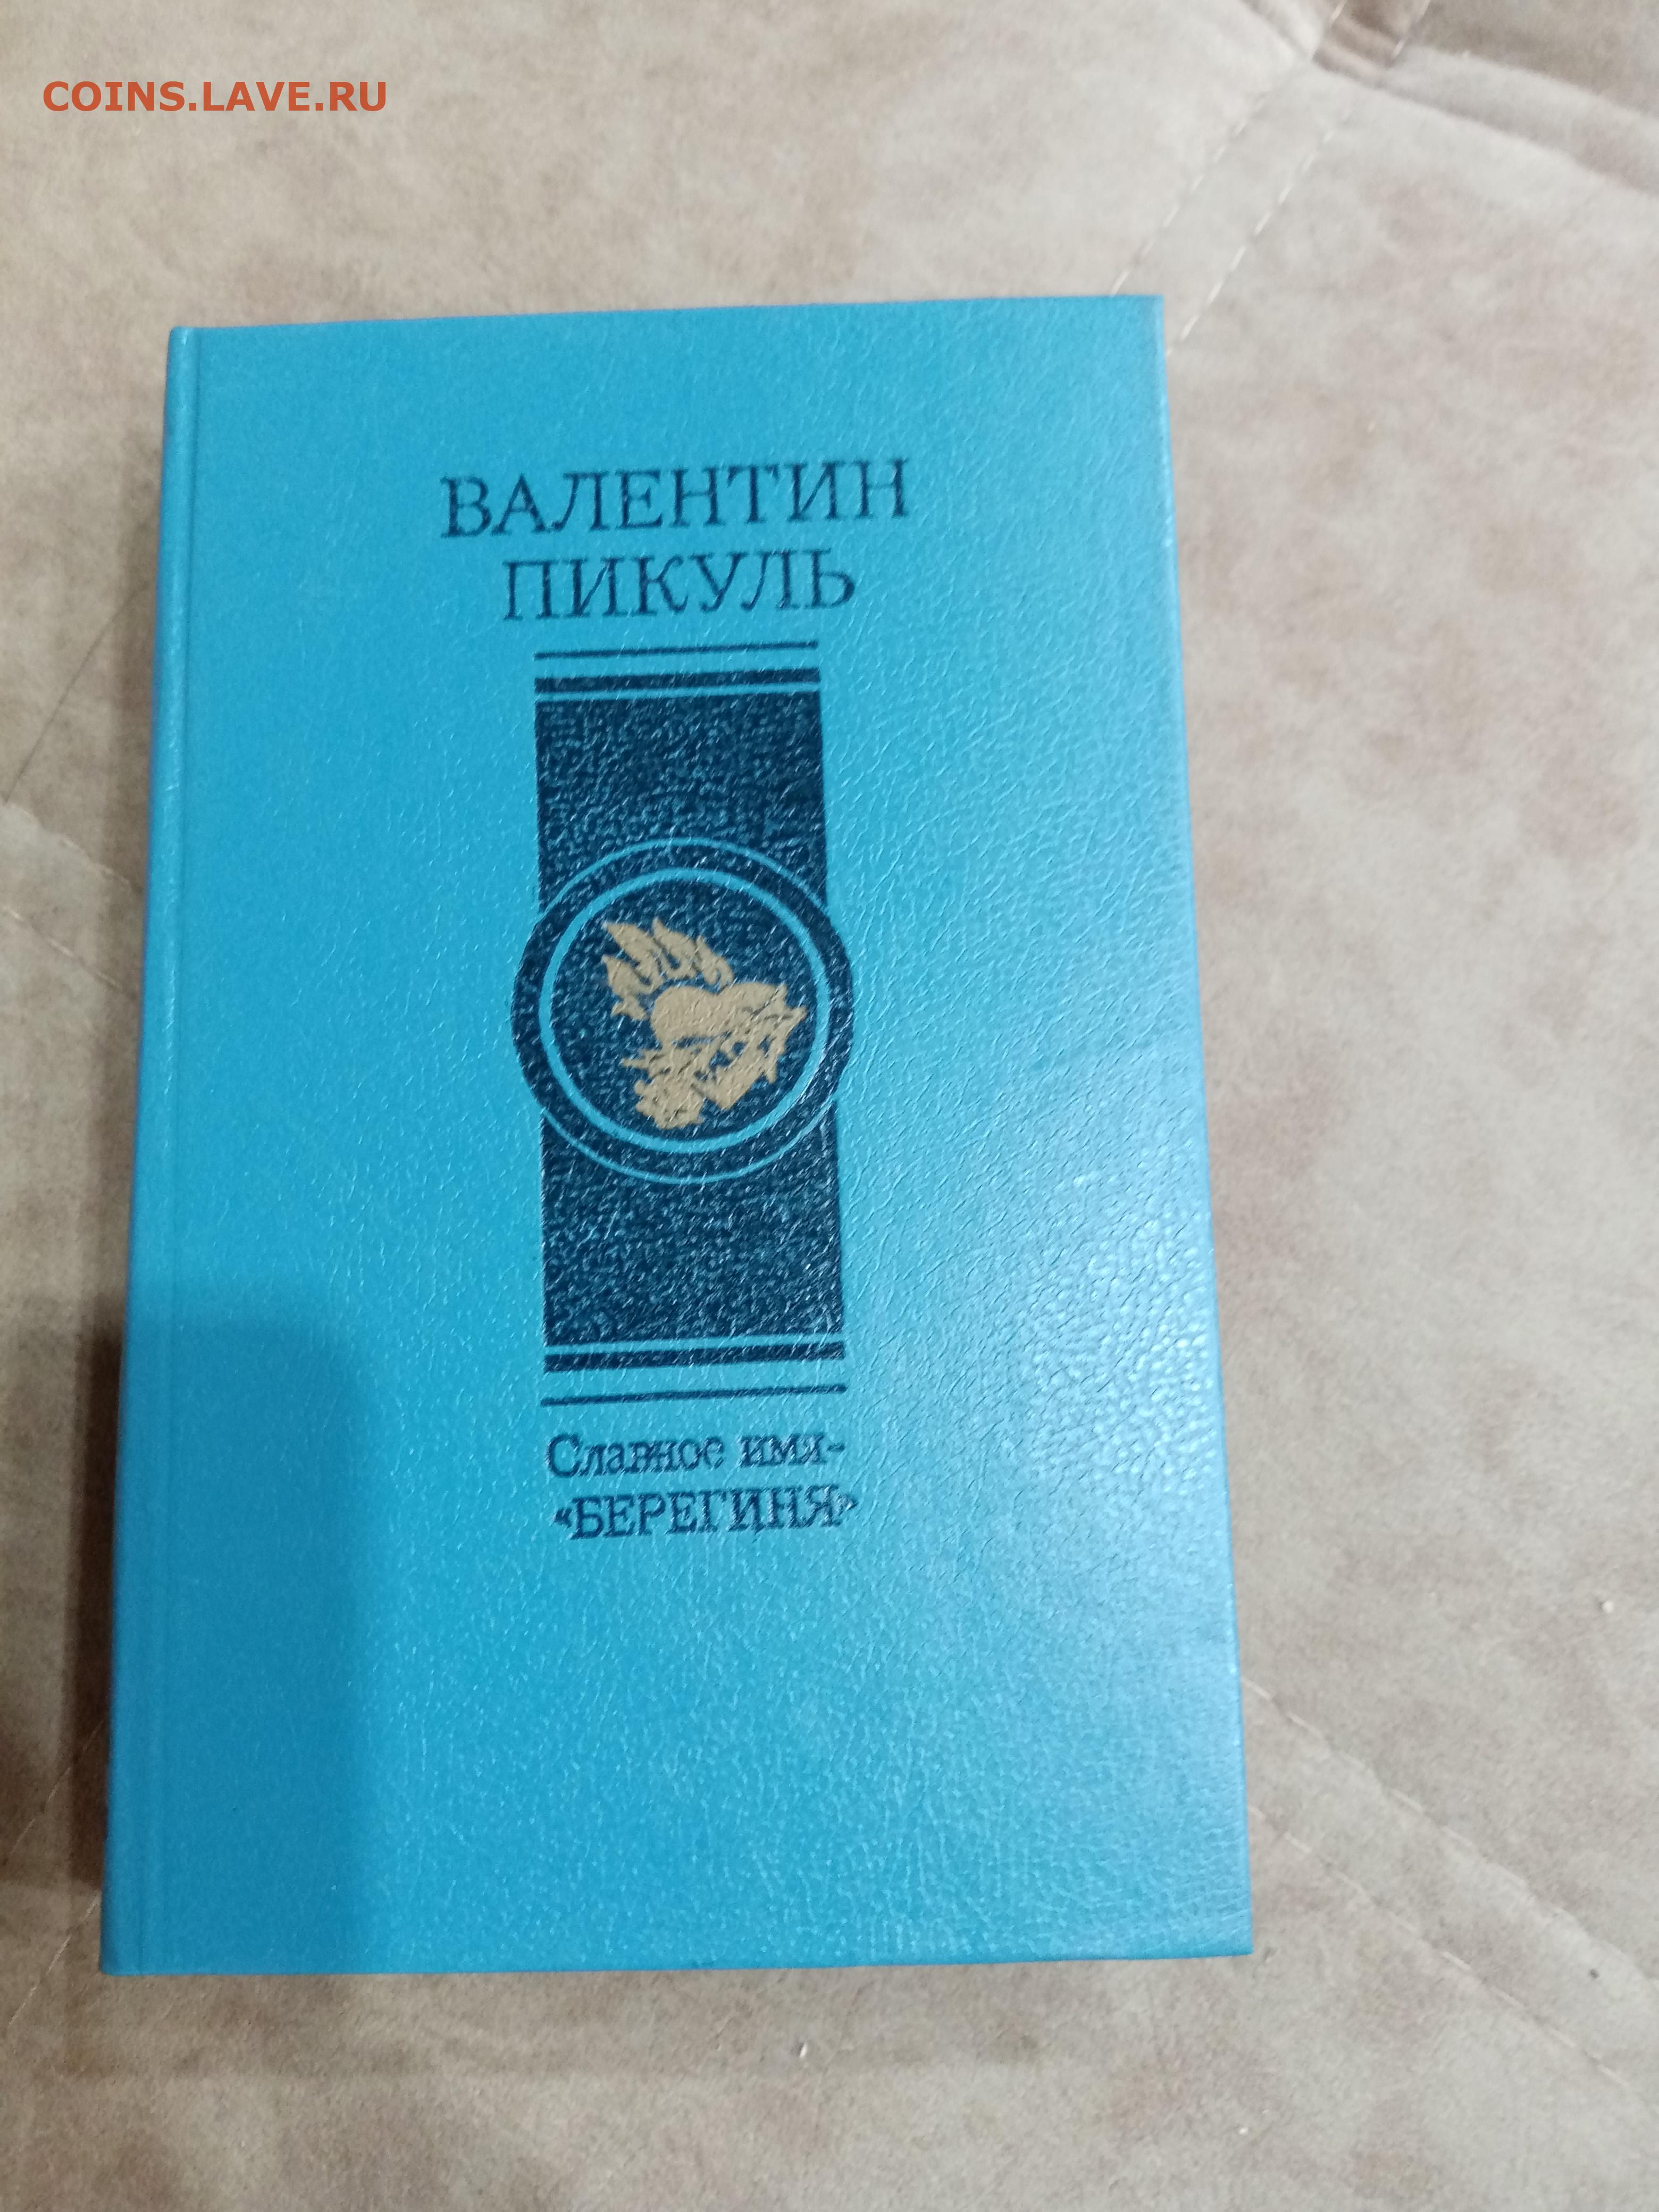 COINS.LAVE.RU
ВАЛЕНТИН
ПИКУЛЬ
Славное имя-
«БЕРЕГИНЯ»